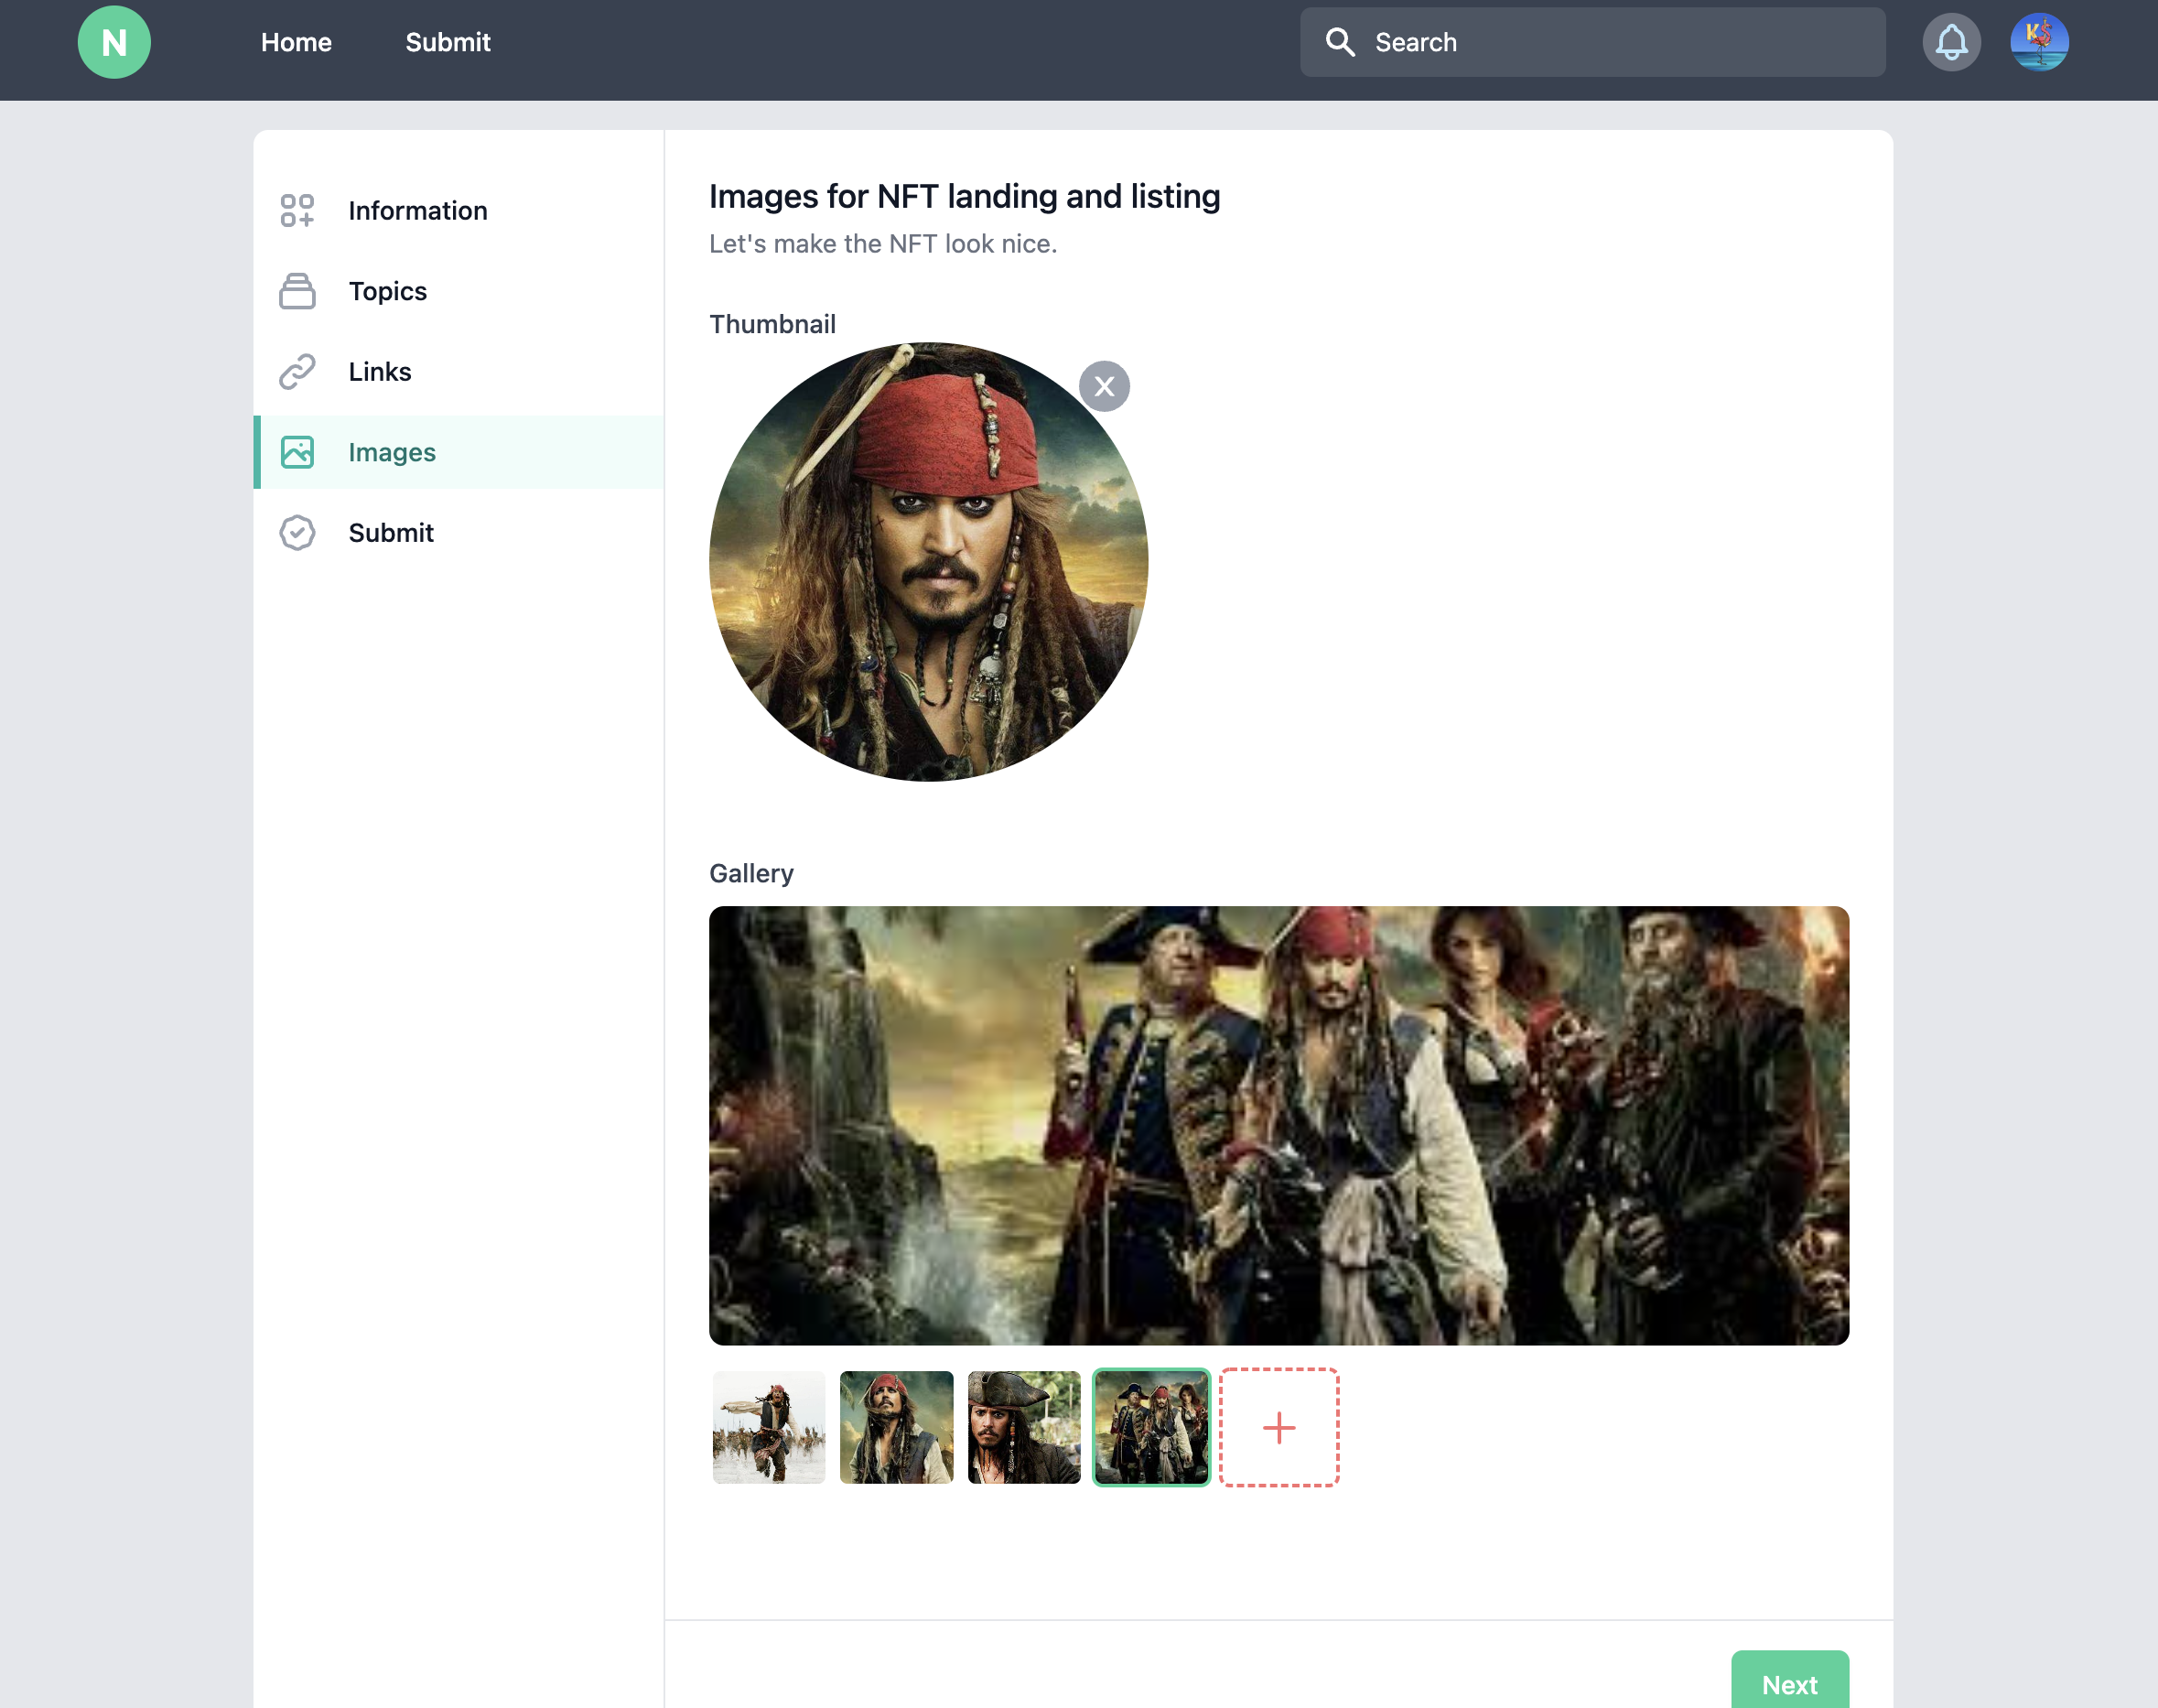 N
Home
Submit
Search
K$
Information
Topics
Links
Images
Submit
Images for NFT landing and listing
Let's make the NFT look nice.
Thumbnail
X
Gallery
Next